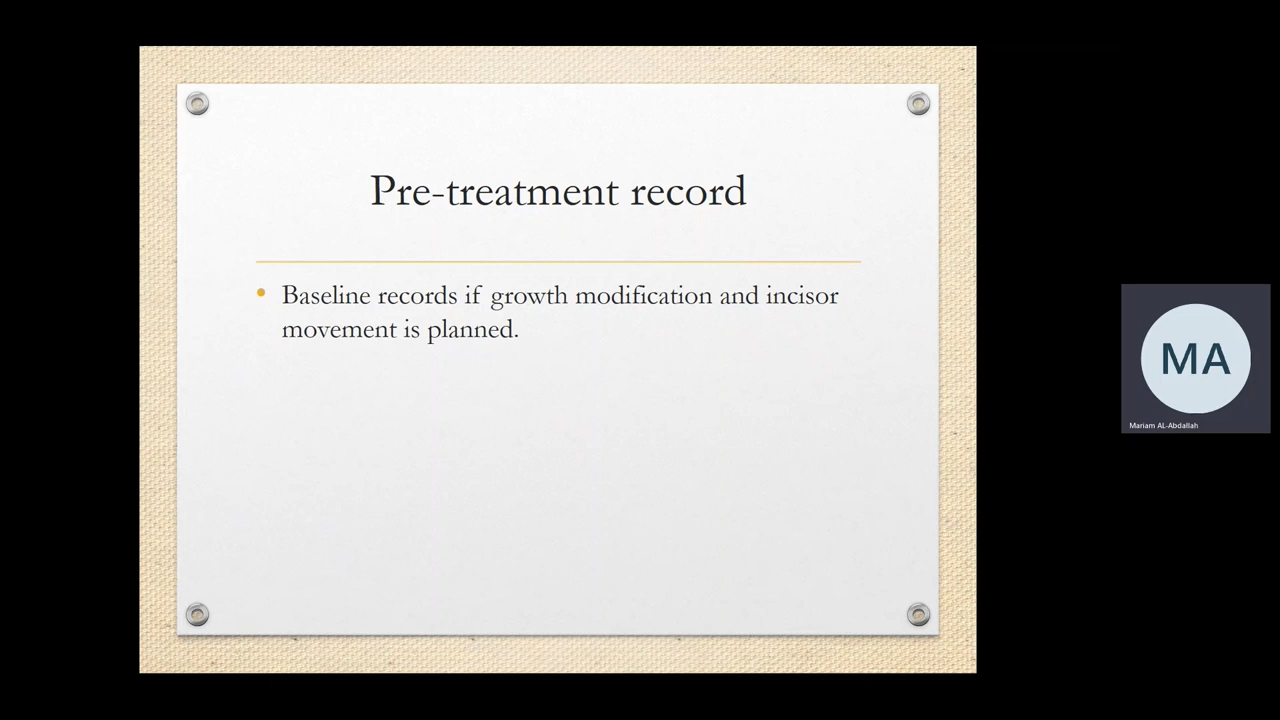 Pre-treatment record
• Baseline records if growth modification and incisor
movement is planned.
MA
Mariam AL-Abdallah